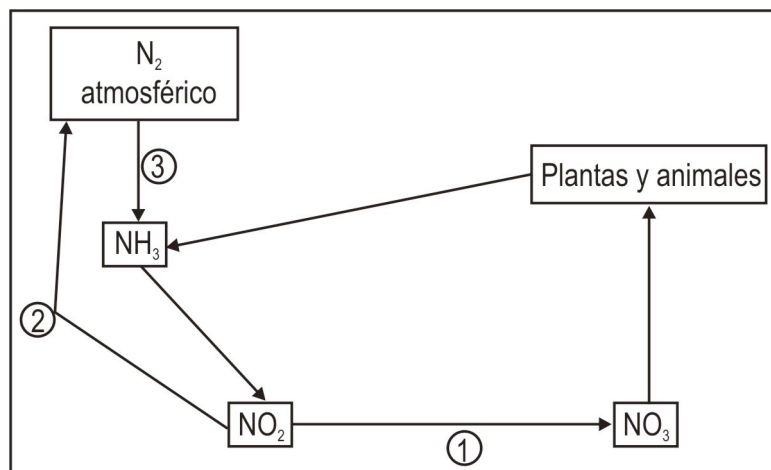 N₂
atmosférico
③
Plantas y animales
NH₃
②
NO₂
①
NO₃